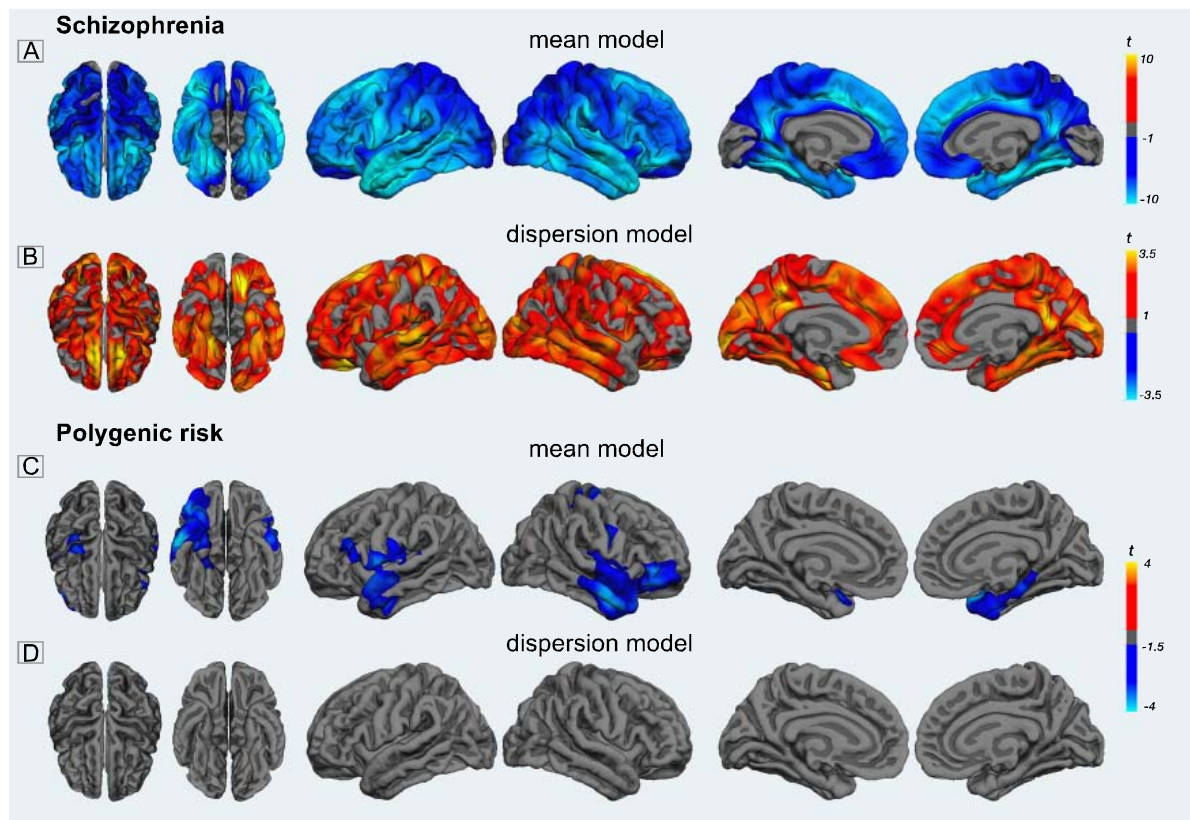 Schizophrenia
A
mean model
t
10
-1
-10
B
dispersion model
t
3.5
1
-3.5
Polygenic risk
C
mean model
t
4
-1.5
-4
D
dispersion model